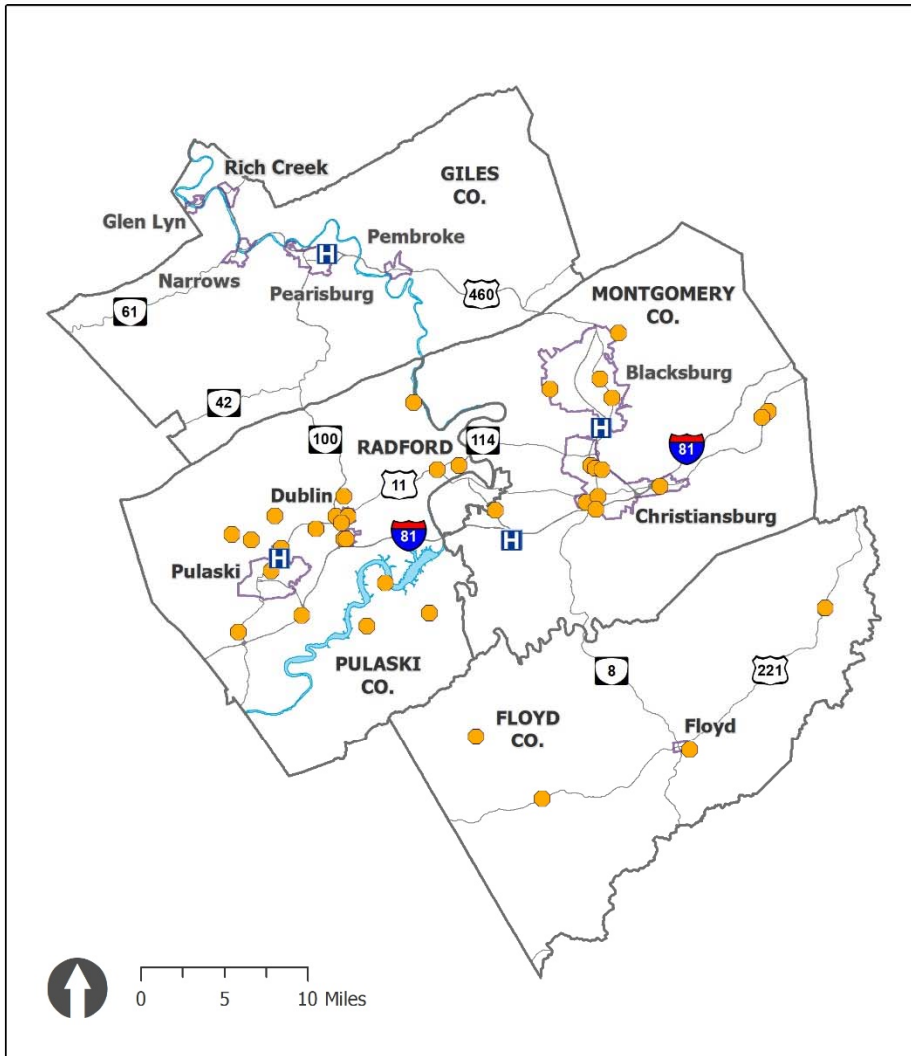 Rich Creek
GILES
CO.
Glen Lyn
Pembroke
H
Narrows
Pearisburg
460
61
MONTGOMERY
CO.
Blacksburg
42
H
100
RADFORD
114
81
11
Dublin
Christiansburg
81
H
H
Pulaski
PULASKI
CO.
8
221
FLOYD
CO.
Floyd
0 5 10 Miles